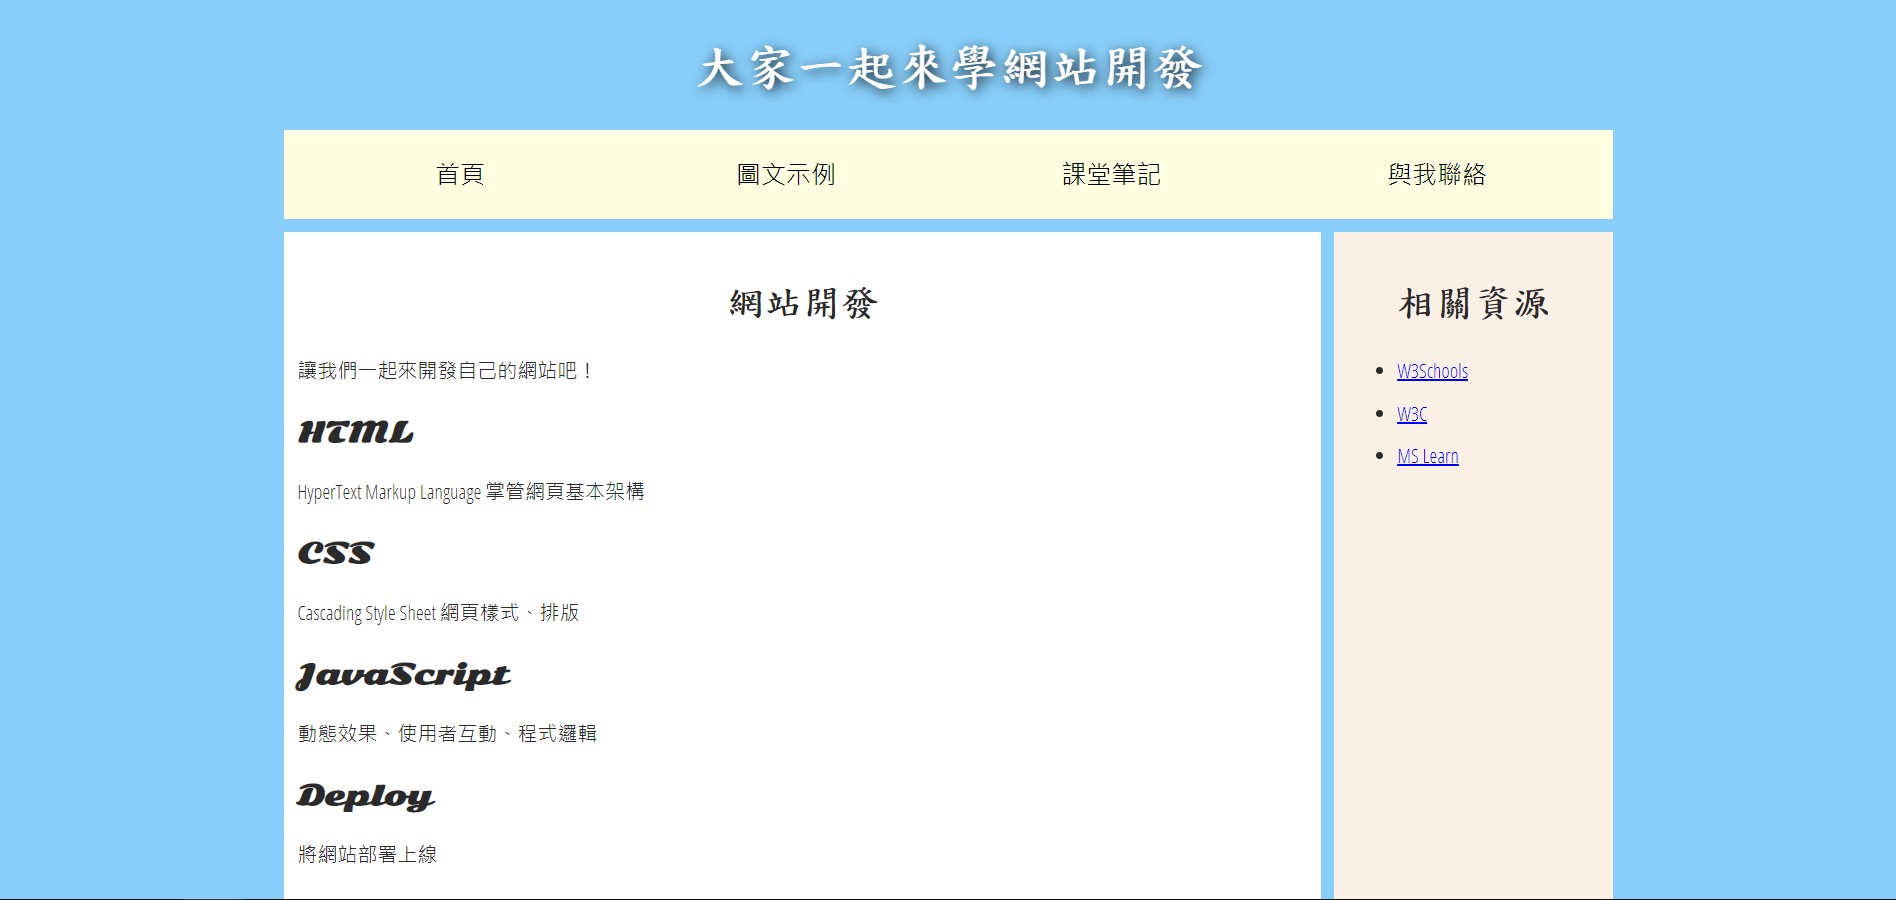 大家一起來學網站開發
首頁 圖文示例 課堂筆記 與我聯絡
網站開發
讓我們一起來開發自己的網站吧！
HTML
HyperText Markup Language 掌管網頁基本架構
CSS
Cascading Style Sheet 網頁樣式、排版
JavaScript
動態效果、使用者互動、程式邏輯
Deploy
將網站部署上線
相關資源
W3Schools
W3C
MS Learn